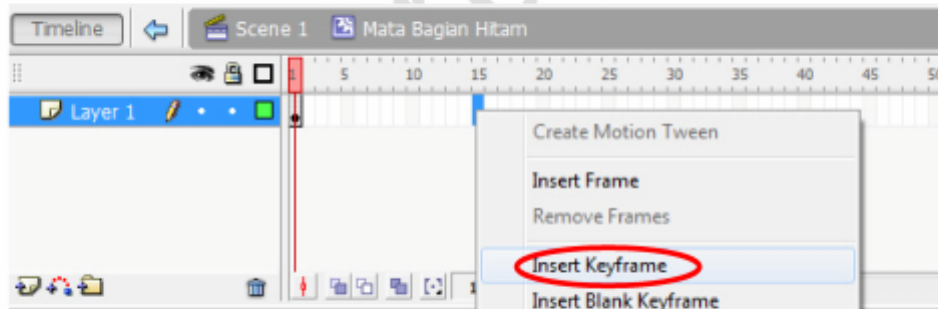 Timeline Scene 1 Mata Bagian Hitam
1 5 10 15 20 25 30 35 40 45
Layer 1
Create Motion Tween
Insert Frame
Remove Frames
Insert Keyframe
Insert Blank Keyframe